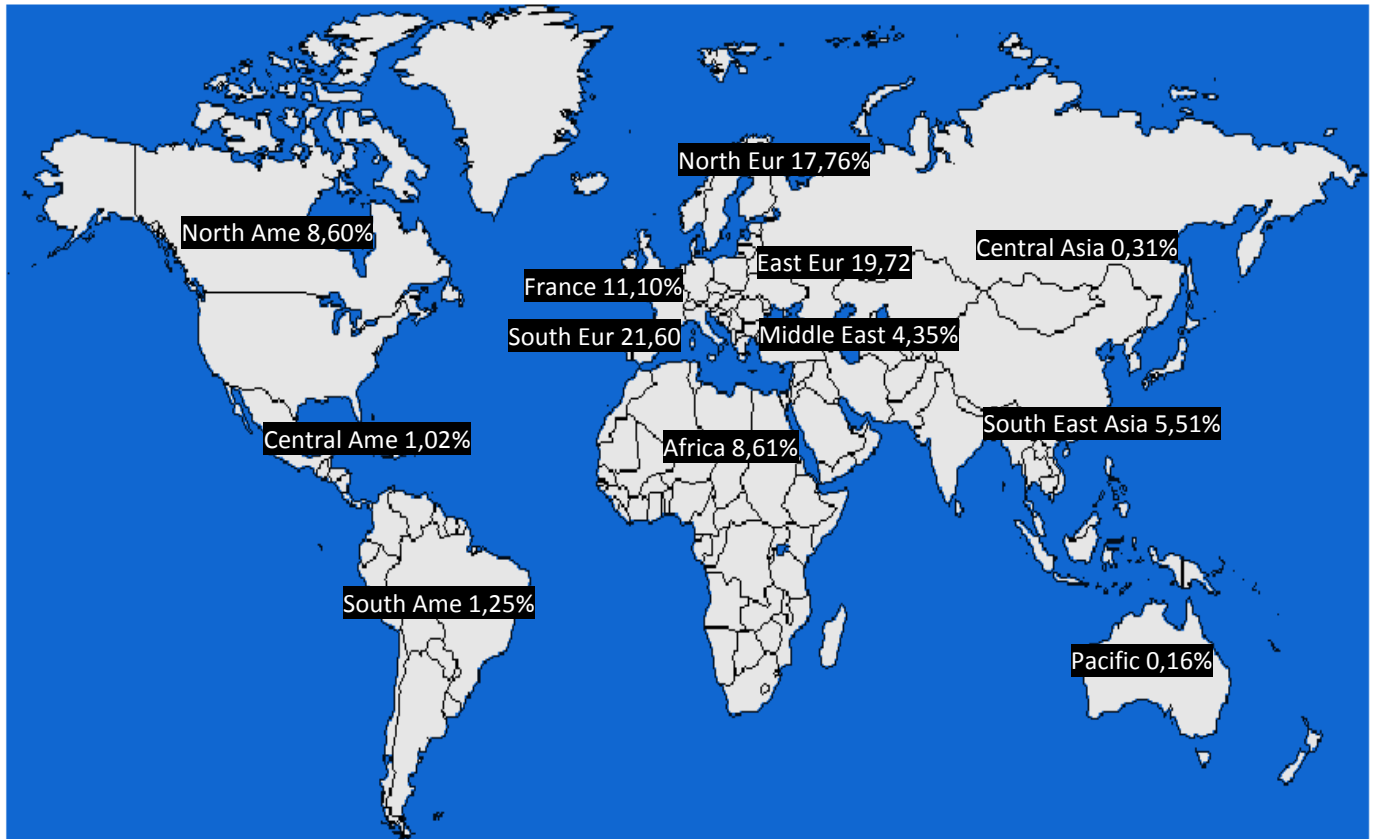 North Eur 17,76%
North Ame 8,60%
Central Asia 0,31%
East Eur 19,72
France 11,10%
South Eur 21,60
Middle East 4,35%
South East Asia 5,51%
Central Ame 1,02%
Africa 8,61%
South Ame 1,25%
Pacific 0,16%